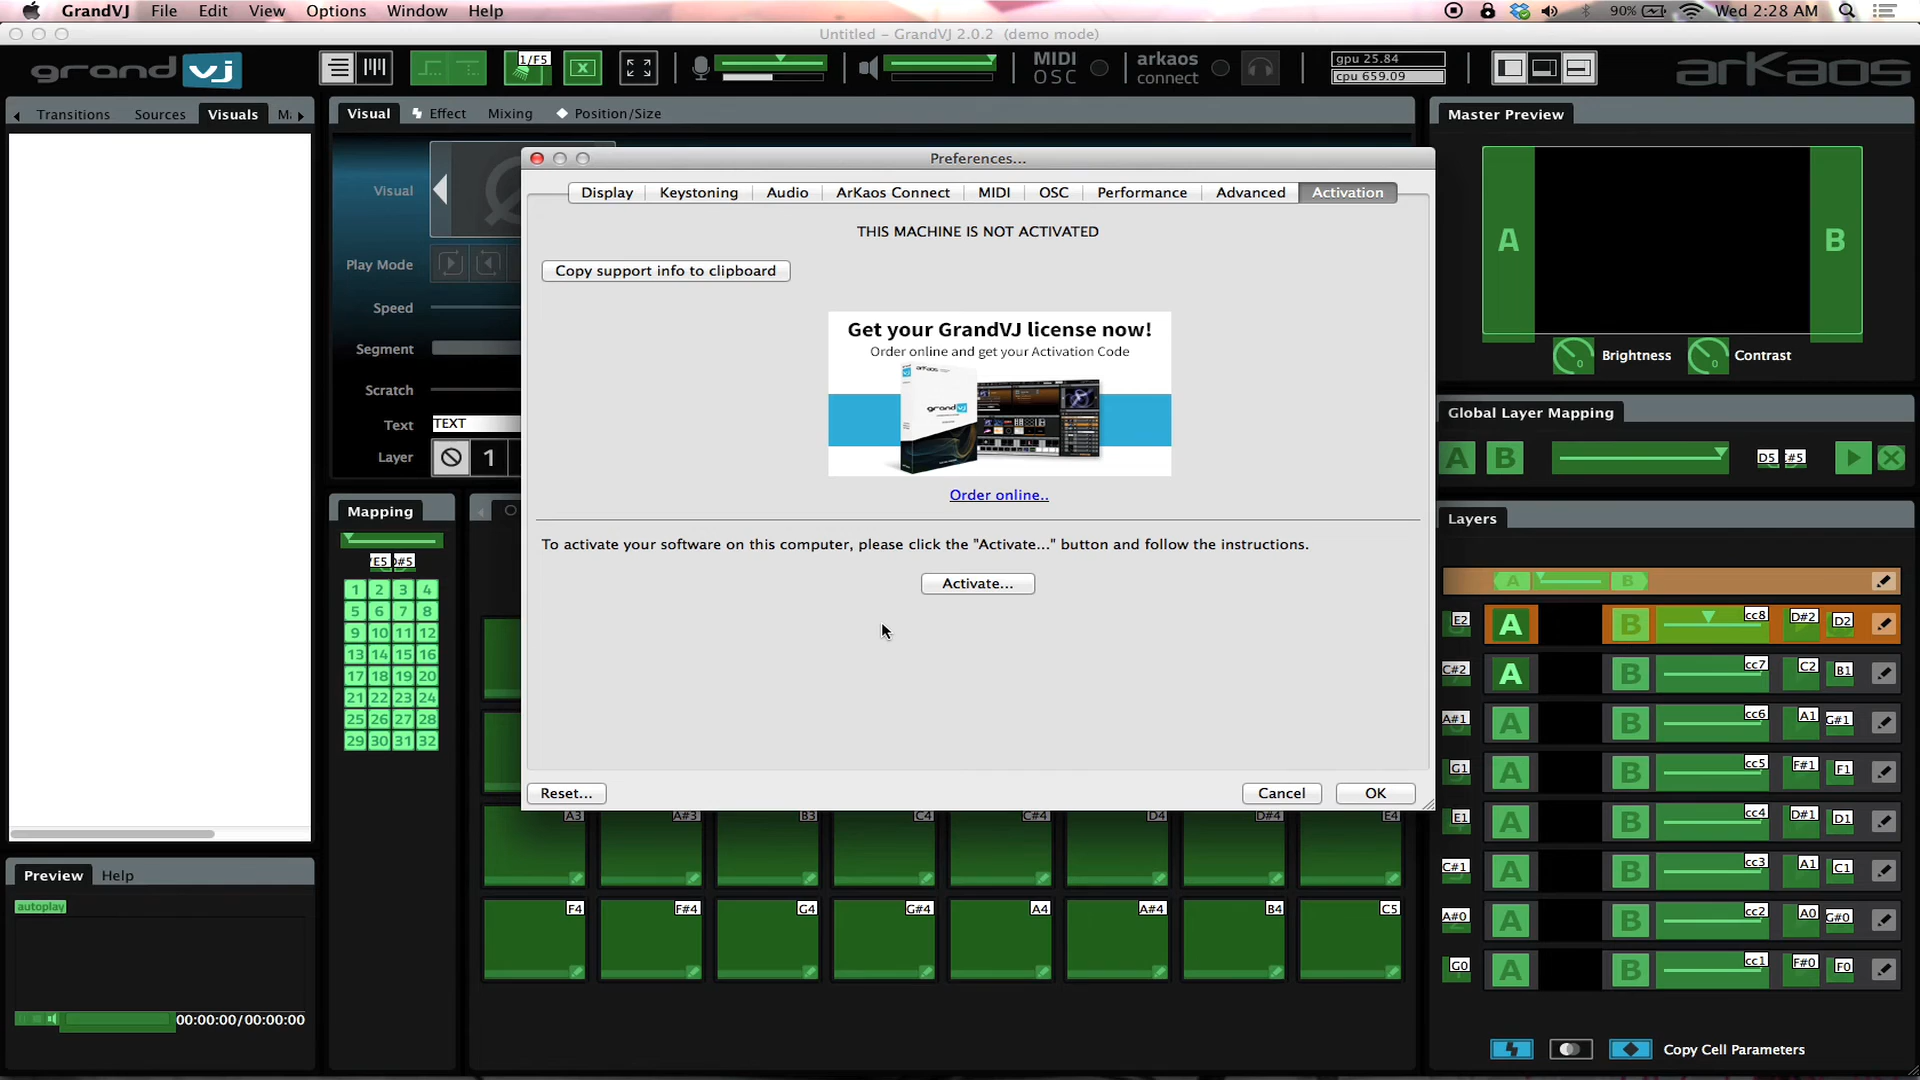 GrandVJ File Edit View Options Window Help 90% Wed 2:28 AM
Untitled – GrandVJ 2.0.2 (demo mode)
grand vj 1/F5 MIDI OSC arkaos connect gpu 25.84 cpu 659.09 arKaos
Transitions Sources Visuals
Visual Effect Mixing Position/Size
Master Preview
Preferences...
Display Keystoning Audio ArKaos Connect MIDI OSC Performance Advanced Activation
THIS MACHINE IS NOT ACTIVATED
Copy support info to clipboard
Get your GrandVJ license now!
Order online and get your Activation Code
arKaos
grand vj
Order online..
To activate your software on this computer, please click the "Activate..." button and follow the instructions.
Activate...
Reset... Cancel OK
Visual
Play Mode
Speed
Segment
Scratch
Text TEXT
Layer 1
Mapping
E5 D#5
1 2 3 4
5 6 7 8
9 10 11 12
13 14 15 16
17 18 19 20
21 22 23 24
25 26 27 28
29 30 31 32
A3 A#3 B3 C4 C#4 D4 D#4 E4
F4 F#4 G4 G#4 A4 A#4 B4 C5
Preview Help
autoplay
00:00:00/00:00:00
A B
0 Brightness 0 Contrast
Global Layer Mapping
A B D5 C#5
Layers
A B
E2 A B cc8 D#2 D2
C#2 A B cc7 C2 B1
A#1 A B cc6 A1 G#1
G1 A B cc5 F#1 F1
E1 A B cc4 D#1 D1
C#1 A B cc3 A1 C1
A#0 A B cc2 A0 G#0
G0 A B cc1 F#0 F0
Copy Cell Parameters